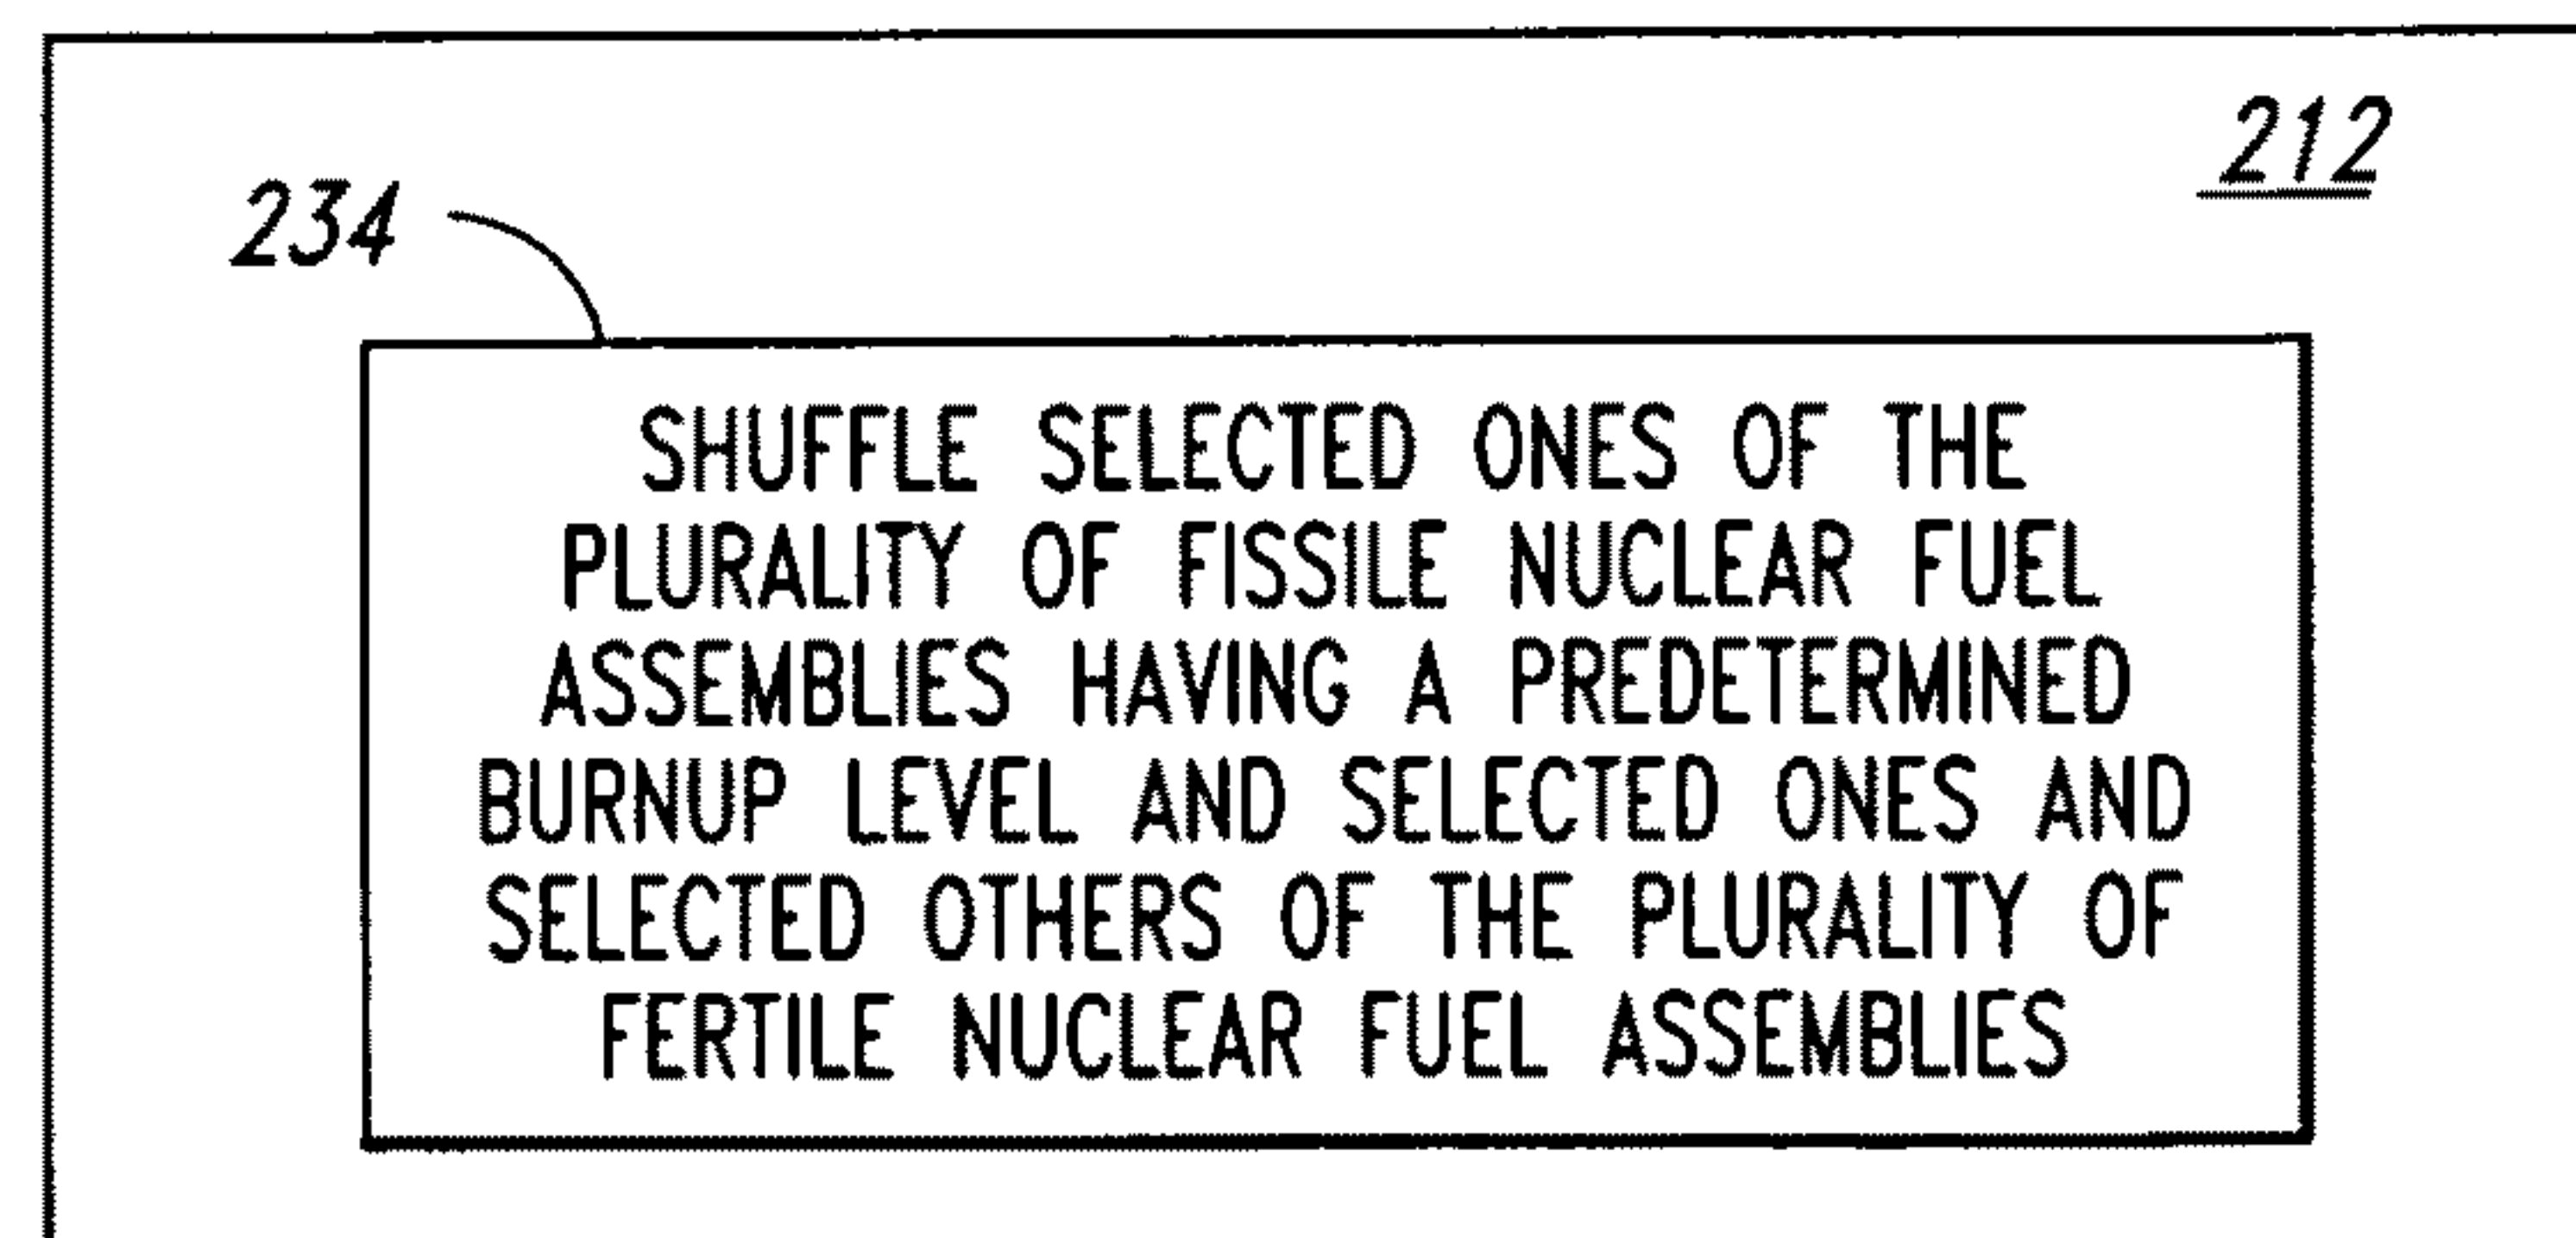 212
234
SHUFFLE SELECTED ONES OF THE
PLURALITY OF FISSILE NUCLEAR FUEL
ASSEMBLIES HAVING A PREDETERMINED
BURNUP LEVEL AND SELECTED ONES AND
SELECTED OTHERS OF THE PLURALITY OF
FERTILE NUCLEAR FUEL ASSEMBLIES